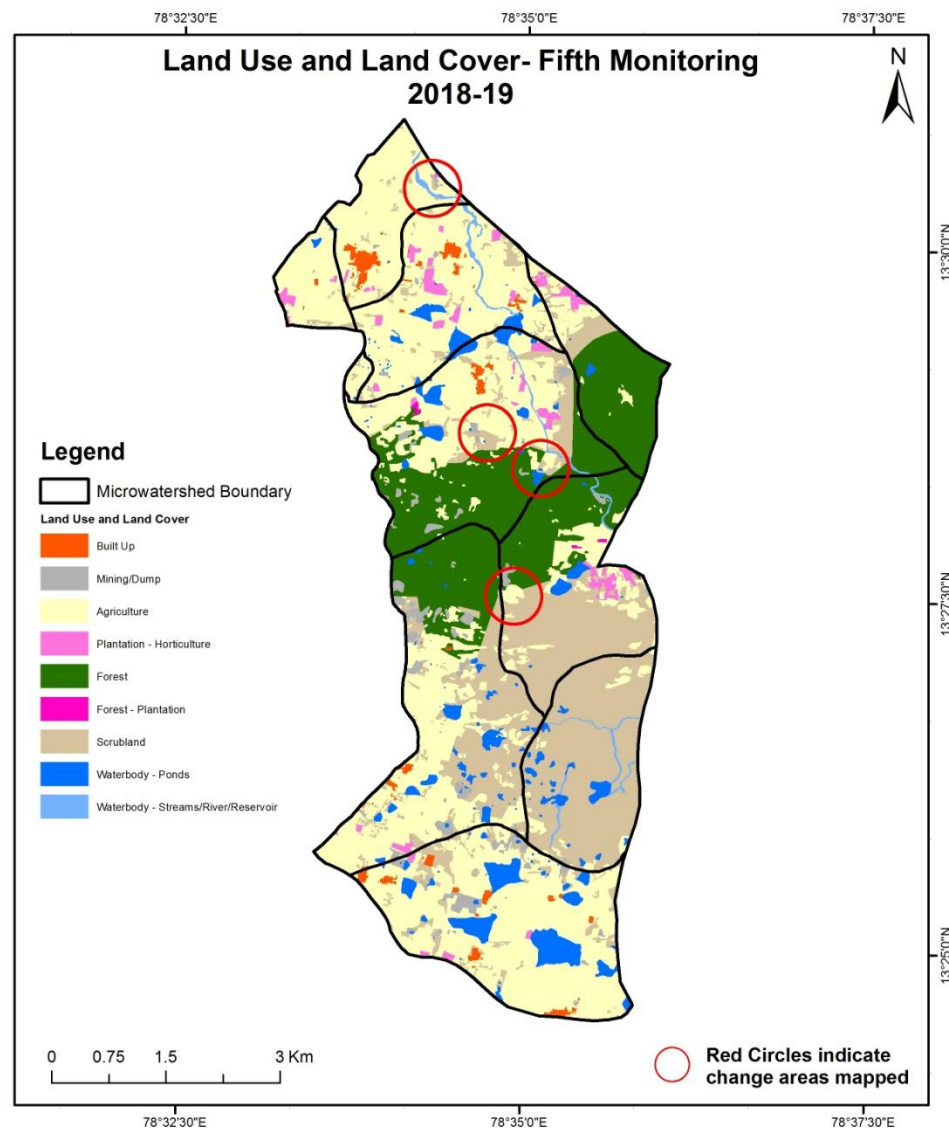 78°32'30"E
78°35'0"E
78°37'30"E
Land Use and Land Cover- Fifth Monitoring
2018-19
N
13°30'0"N
13°27'30"N
13°25'0"N
Legend
Microwatershed Boundary
Land Use and Land Cover
Built Up
Mining/Dump
Agriculture
Plantation - Horticulture
Forest
Forest - Plantation
Scrubland
Waterbody - Ponds
Waterbody - Streams/River/Reservoir
0 0.75 1.5 3 Km
Red Circles indicate
change areas mapped
78°32'30"E
78°35'0"E
78°37'30"E